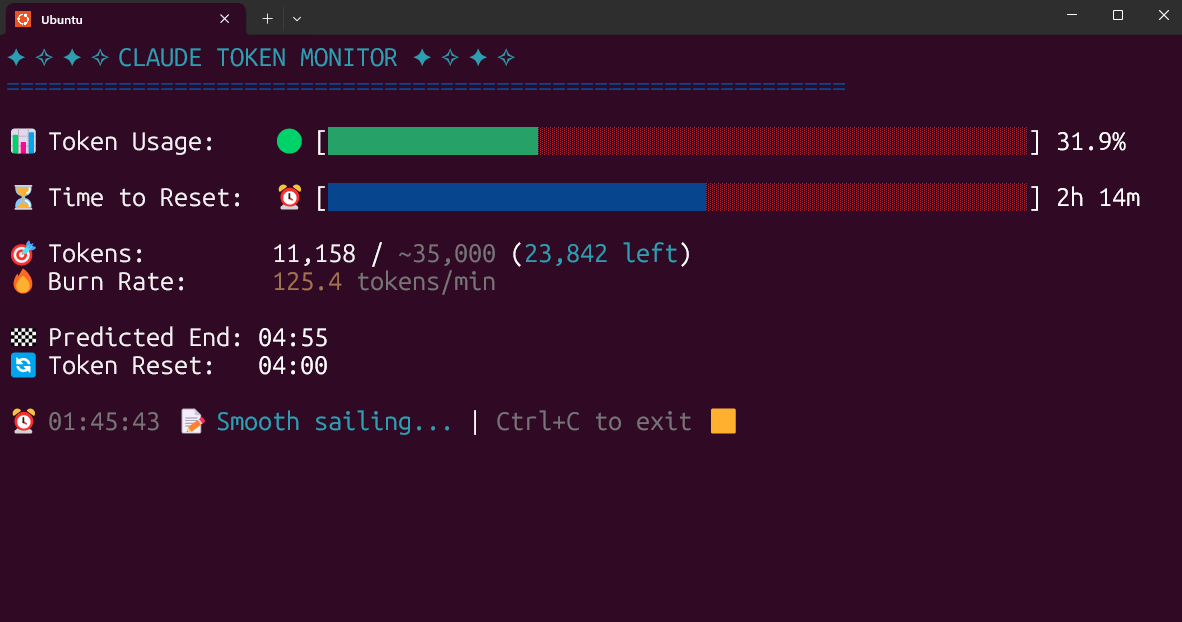 Ubuntu
✦ ✧ ✦ ✧ CLAUDE TOKEN MONITOR ✦ ✧ ✦ ✧
============================================================
📊 Token Usage: 🟢 [] 31.9%
⏳ Time to Reset: ⏰ [] 2h 14m
🎯 Tokens: 11,158 / ~35,000 (23,842 left)
🔥 Burn Rate: 125.4 tokens/min
🏁 Predicted End: 04:55
🔄 Token Reset: 04:00
⏰ 01:45:43 📝 Smooth sailing... | Ctrl+C to exit 🟨